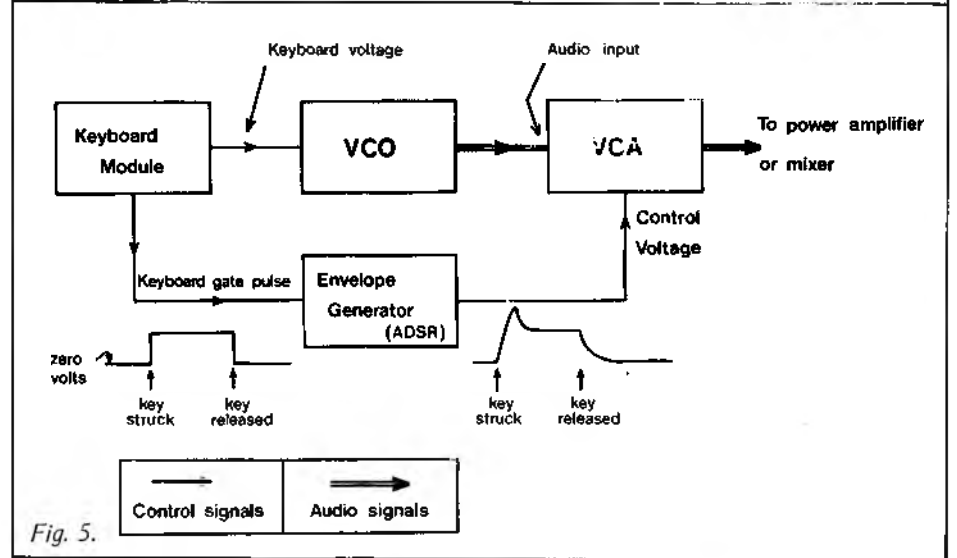 Keyboard voltage
Audio input
Keyboard
Module
VCO
VCA
To power amplifier
or mixer
Control
Voltage
Keyboard gate pulse
Envelope
Generator
(ADSR)
zero
volts
key
struck
key
released
key
struck
key
released
Control signals
Audio signals
Fig. 5.